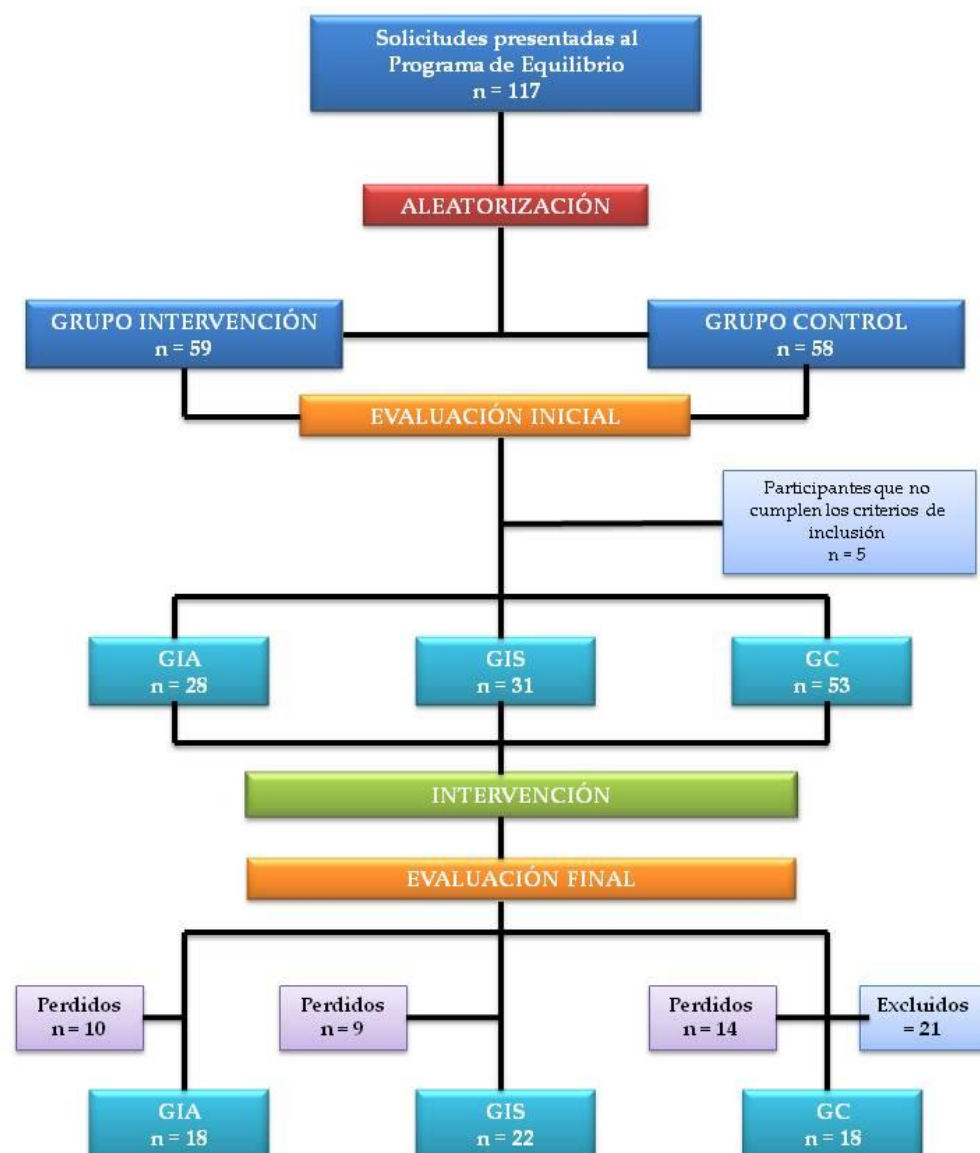 Solicitudes presentadas al
Programa de Equilibrio
n = 117
ALEATORIZACIÓN
GRUPO INTERVENCIÓN
n = 59
GRUPO CONTROL
n = 58
EVALUACIÓN INICIAL
Participantes que no
cumplen los criterios de
inclusión
n = 5
GIA
n = 28
GIS
n = 31
GC
n = 53
INTERVENCIÓN
EVALUACIÓN FINAL
Perdidos
n = 10
Perdidos
n = 9
Perdidos
n = 14
Excluidos
= 21
GIA
n = 18
GIS
n = 22
GC
n = 18